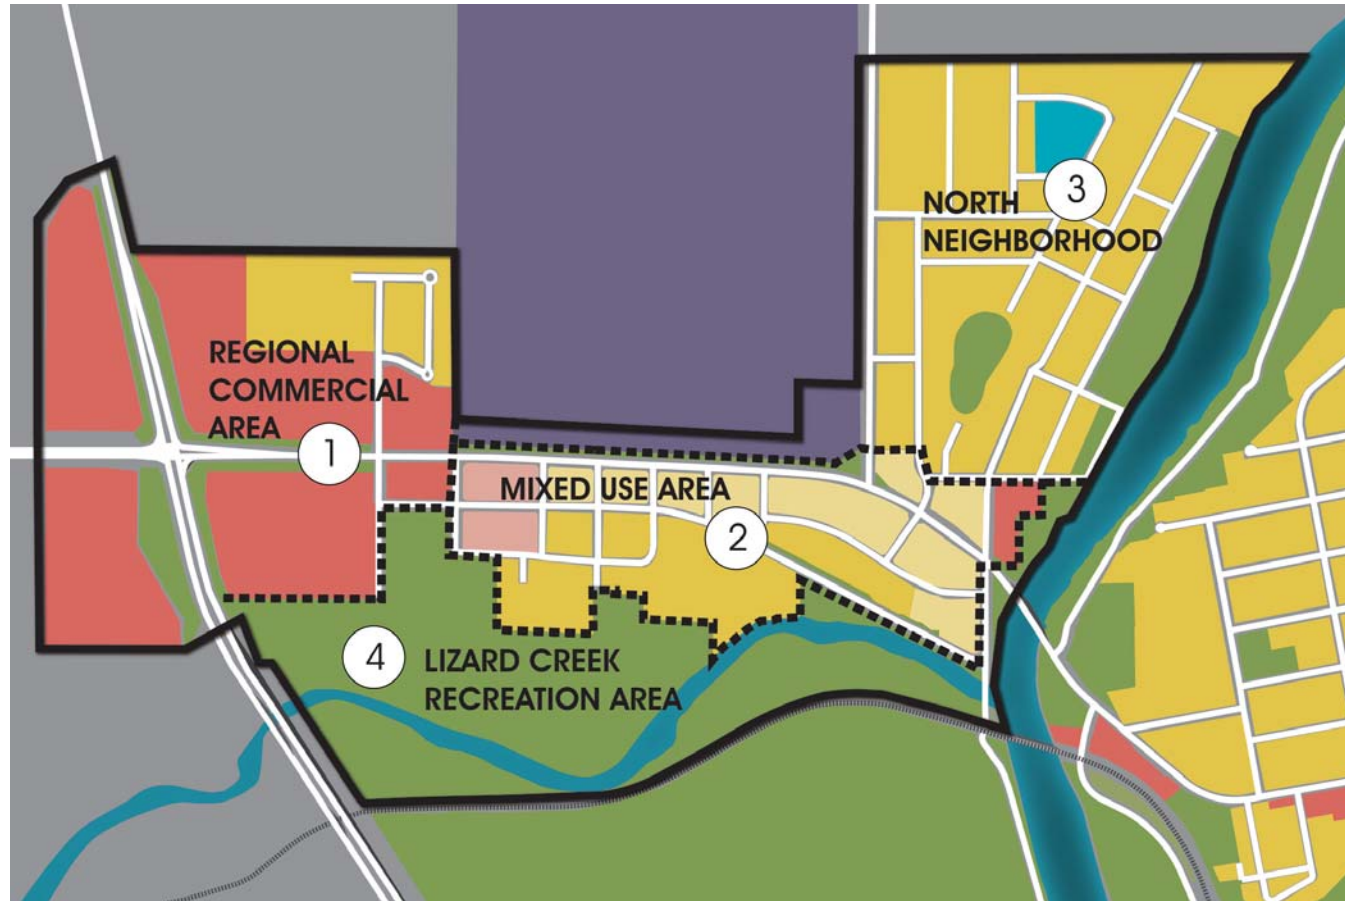 3
NORTH
NEIGHBORHOOD
REGIONAL
COMMERCIAL
AREA
1
MIXED USE AREA
2
4
LIZARD CREEK
RECREATION AREA